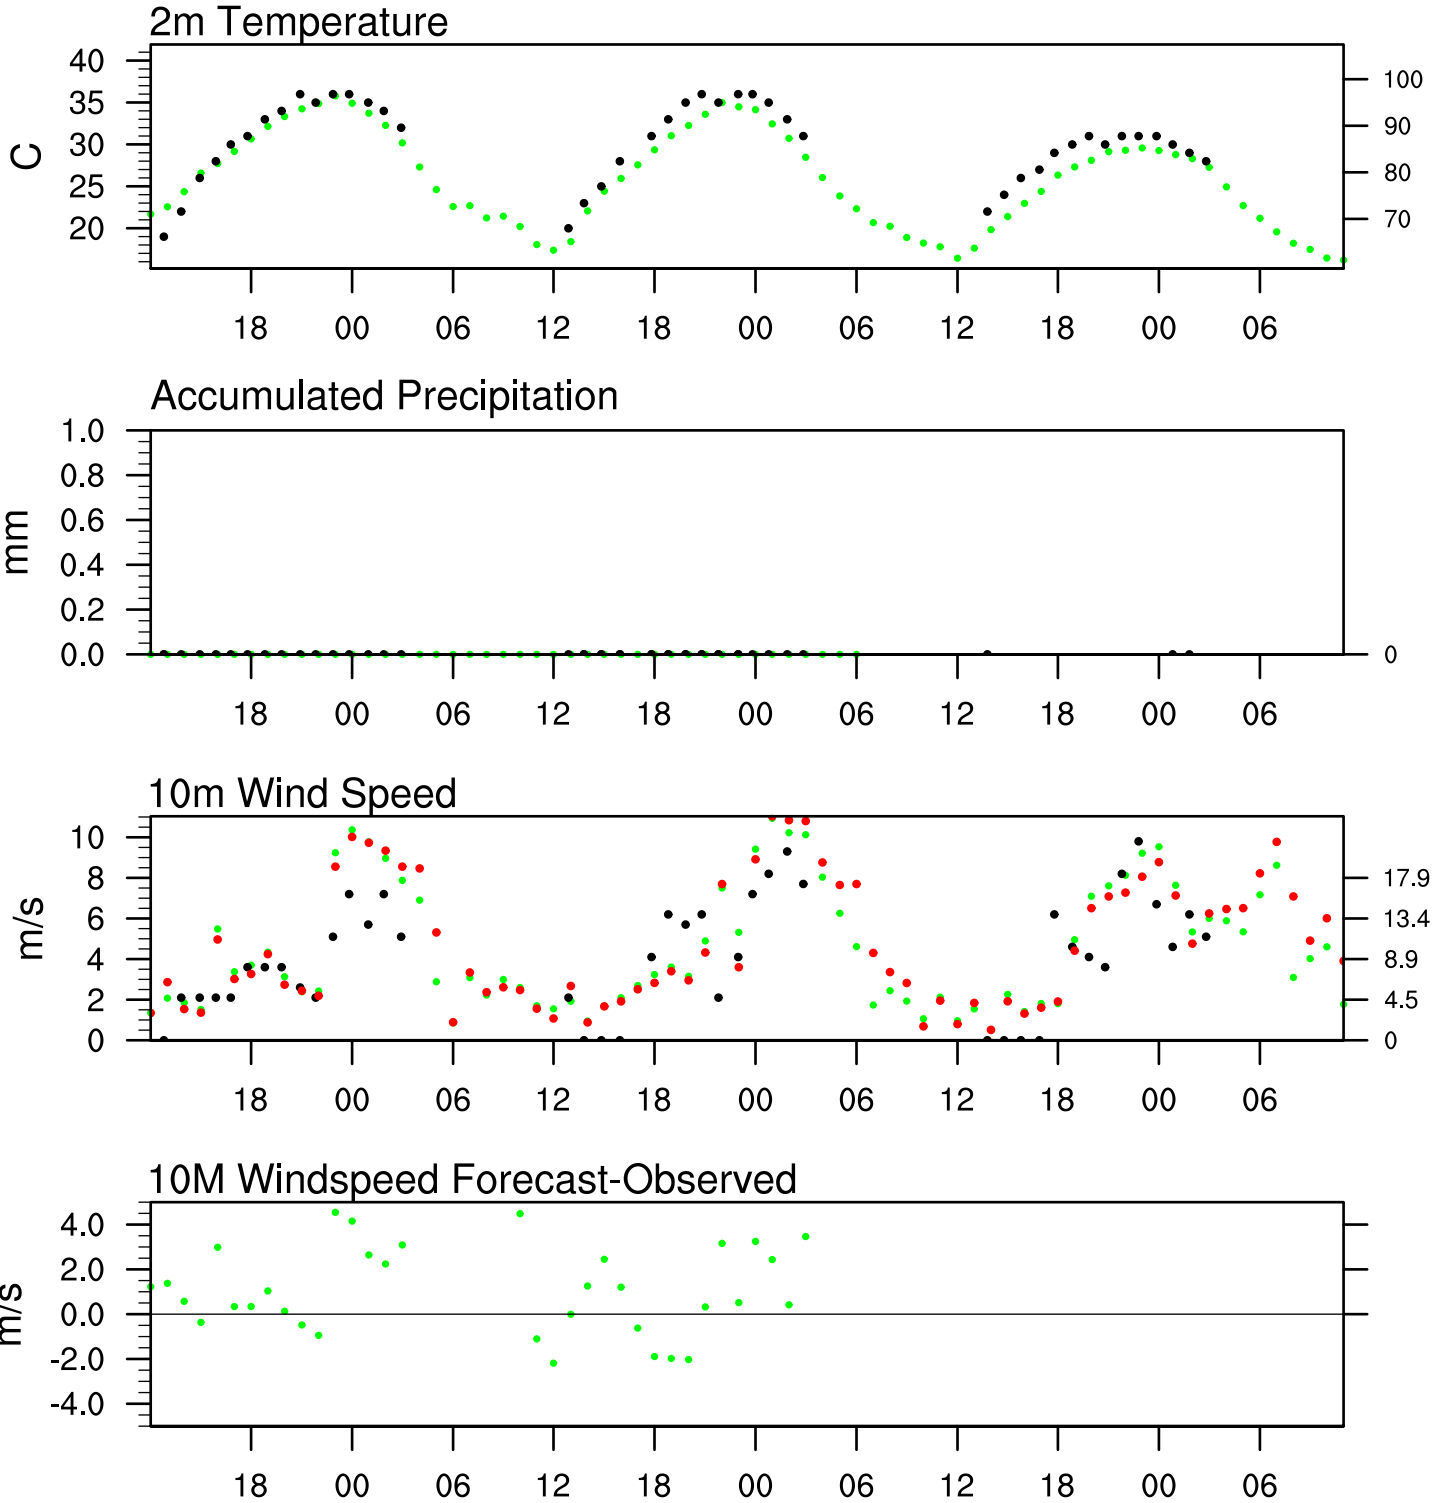 2m Temperature
40
35
30
25
20
C
100
90
80
70
18 00 06 12 18 00 06 12 18 00 06
Accumulated Precipitation
1.0
0.8
0.6
0.4
0.2
0.0
mm
0
18 00 06 12 18 00 06 12 18 00 06
10m Wind Speed
10
8
6
4
2
0
m/s
17.9
13.4
8.9
4.5
0
18 00 06 12 18 00 06 12 18 00 06
10M Windspeed Forecast-Observed
4.0
2.0
0.0
-2.0
-4.0
m/s
18 00 06 12 18 00 06 12 18 00 06